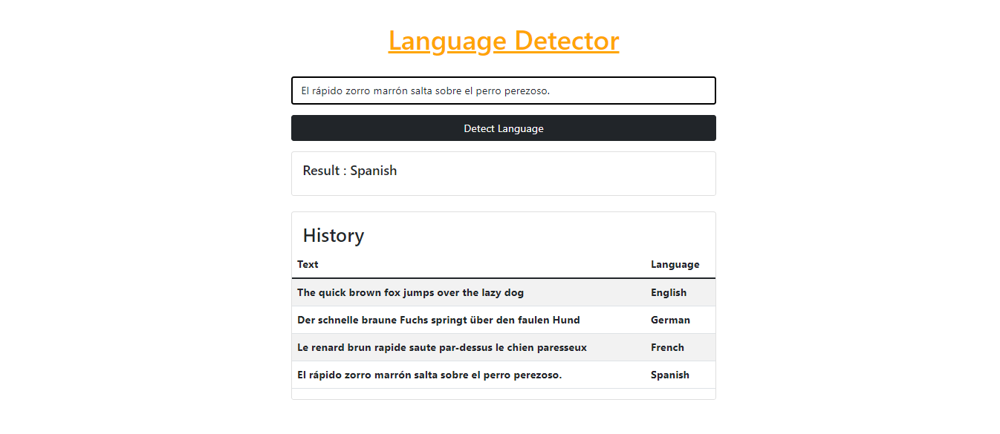 Language Detector
El rápido zorro marrón salta sobre el perro perezoso.
Detect Language
Result : Spanish
History
Text Language
The quick brown fox jumps over the lazy dog English
Der schnelle braune Fuchs springt über den faulen Hund German
Le renard brun rapide saute par-dessus le chien paresseux French
El rápido zorro marrón salta sobre el perro perezoso. Spanish